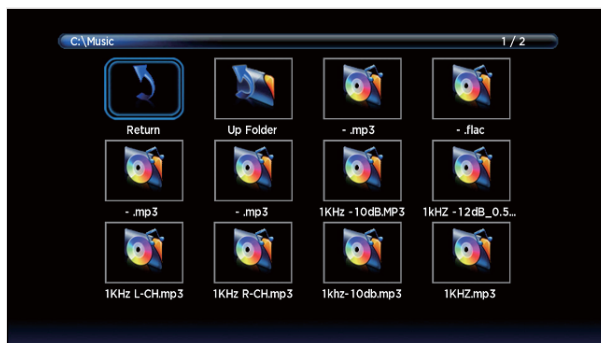 C:\Music 1 / 2
Return Up Folder - .mp3 - .flac
- .mp3 - .mp3 1KHz -10dB.MP3 1kHZ -12dB_0.5...
1KHz L-CH.mp3 1KHz R-CH.mp3 1khz-10db.mp3 1KHZ.mp3